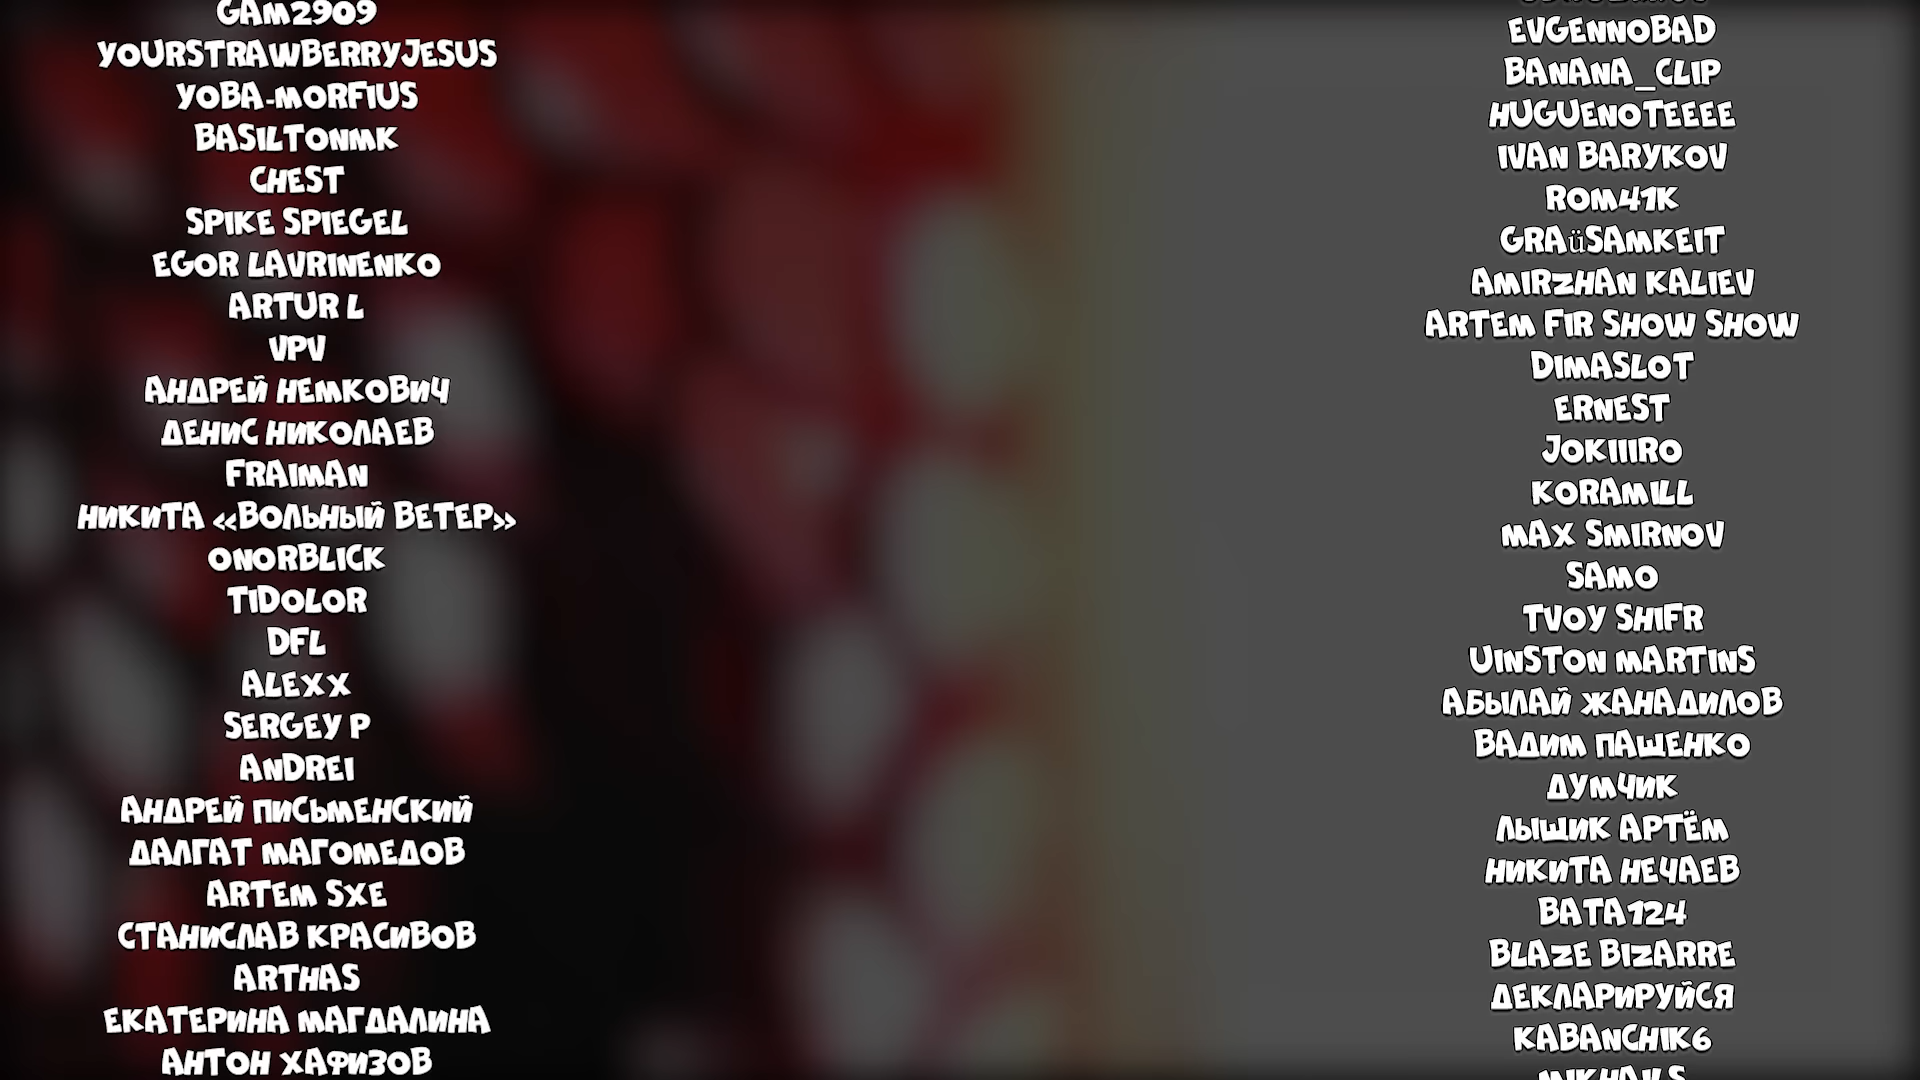 GAM2909
YOURSTRAWBERRYJESUS
YOBA-MORFIUS
BASILTONMK
CHEST
SPIKE SPIEGEL
EGOR LAVRINENKO
ARTUR L
VPV
АНДРЕЙ НЕМКОВИЧ
ДЕНИС НИКОЛАЕВ
FRAIMAN
НИКИТА «ВОЛЬНЫЙ ВЕТЕР»
ONORBLICK
TIDOLOR
DFL
ALEXX
SERGEY P
ANDREI
АНДРЕЙ ПИСЬМЕНСКИЙ
ДАЛГАТ МАГОМЕДОВ
ARTEM SXE
СТАНИСЛАВ КРАСИВОВ
ARTHAS
ЕКАТЕРИНА МАГДАЛИНА
АНТОН ХАФИЗОВ
EVGENNOBAD
BANANA_CLIP
HUGUENOTEEEE
IVAN BARYKOV
ROM41K
GRAüSAMKEIT
AMIRZHAN KALIEV
ARTEM FIR SHOW SHOW
DIMASLOT
ERNEST
JOKIIIRO
KORAMILL
MAX SMIRNOV
SAMO
TVOY SHIFR
UINSTON MARTINS
АБЫЛАЙ ЖАНАДИЛОВ
ВАДИМ ПАШЕНКО
ДУМЧИК
ЛЫЩИК АРТЁМ
НИКИТА НЕЧАЕВ
BATA124
BLAZE BIZARRE
ДЕКЛАРИРУЙСЯ
KABANCHIK6
MIKHAILS